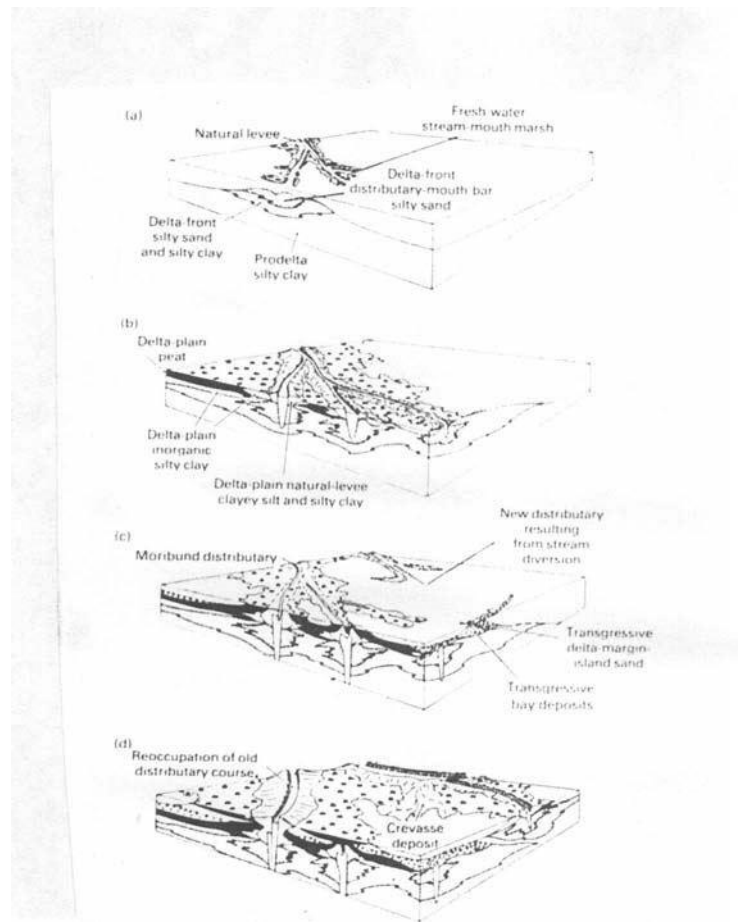 (a)
Fresh water
stream-mouth marsh
Natural levee
Delta-front
distributary-mouth bar
silty sand
Delta-front
silty sand
and silty clay
Prodelta
silty clay
(b)
Delta-plain
peat
Delta-plain
inorganic
silty clay
Delta-plain natural-levee
clayey silt and silty clay
(c)
New distributary
resulting
from stream
diversion
Moribund distributary
Transgressive
delta-margin-
island sand
Transgressive
bay deposits
(d)
Reoccupation of old
distributary course
Crevasse
deposit